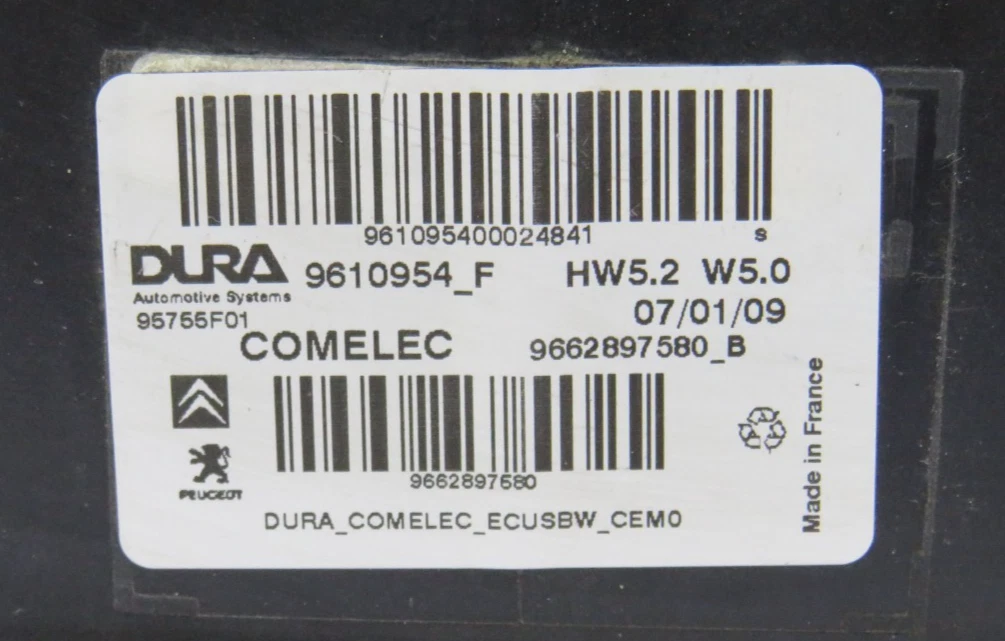 961095400024841 s
DURA 9610954_F HW5.2 W5.0
Automotive Systems 07/01/09
95755F01
COMELEC 9662897580_B
9662897580
PEUGEOT
DURA_COMELEC_ECUSBW_CEM0
Made in France